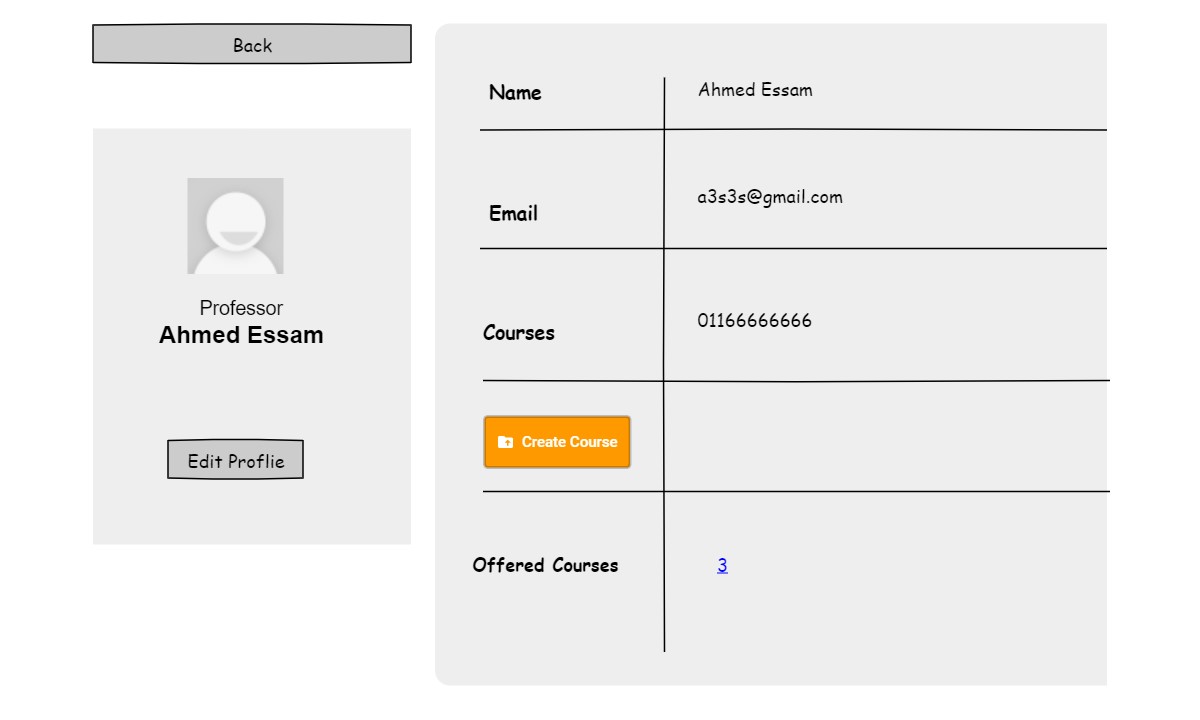 Back
Professor
Ahmed Essam
Edit Proflie
Name
Ahmed Essam
Email
a3s3s@gmail.com
Courses
01166666666
Create Course
Offered Courses
3